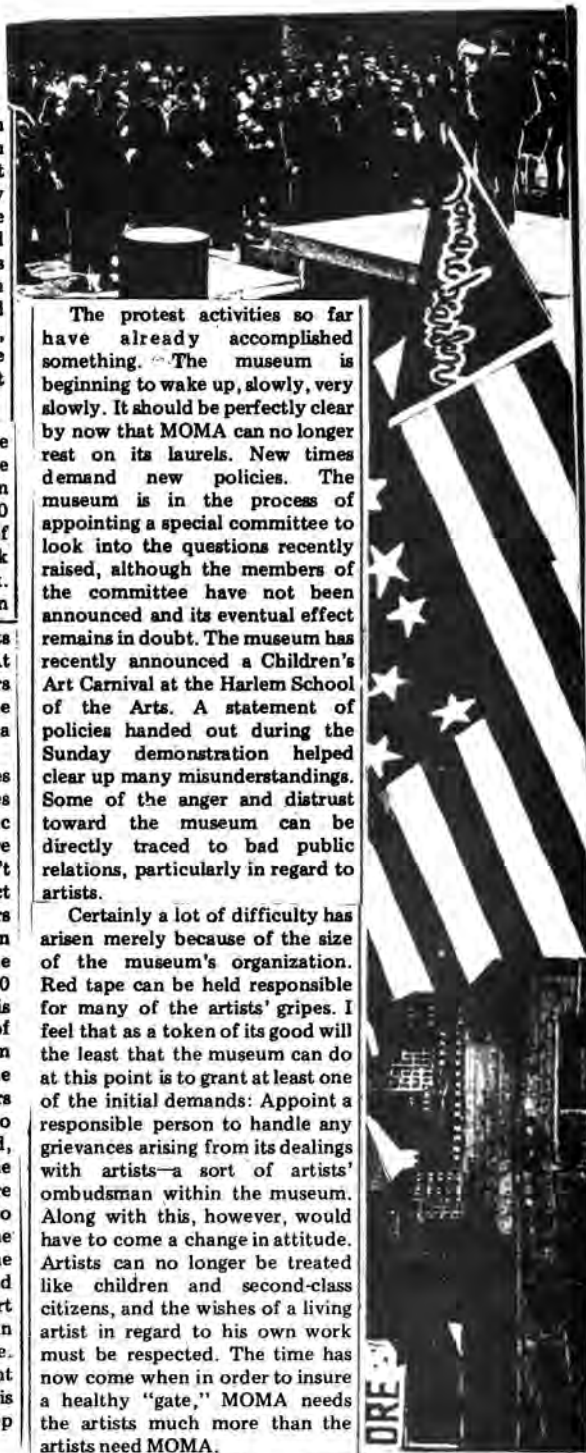 The protest activities so far
have already accomplished
something. The museum is
beginning to wake up, slowly, very
slowly. It should be perfectly clear
by now that MOMA can no longer
rest on its laurels. New times
demand new policies. The
museum is in the process of
appointing a special committee to
look into the questions recently
raised, although the members of
the committee have not been
announced and its eventual effect
remains in doubt. The museum has
recently announced a Children's
Art Carnival at the Harlem School
of the Arts. A statement of
policies handed out during the
Sunday demonstration helped
clear up many misunderstandings.
Some of the anger and distrust
toward the museum can be
directly traced to bad public
relations, particularly in regard to
artists.
Certainly a lot of difficulty has
arisen merely because of the size
of the museum's organization.
Red tape can be held responsible
for many of the artists' gripes. I
feel that as a token of its good will
the least that the museum can do
at this point is to grant at least one
of the initial demands: Appoint a
responsible person to handle any
grievances arising from its dealings
with artists—a sort of artists'
ombudsman within the museum.
Along with this, however, would
have to come a change in attitude.
Artists can no longer be treated
like children and second-class
citizens, and the wishes of a living
artist in regard to his own work
must be respected. The time has
now come when in order to insure
a healthy "gate," MOMA needs
the artists much more than the
artists need MOMA.
DRE